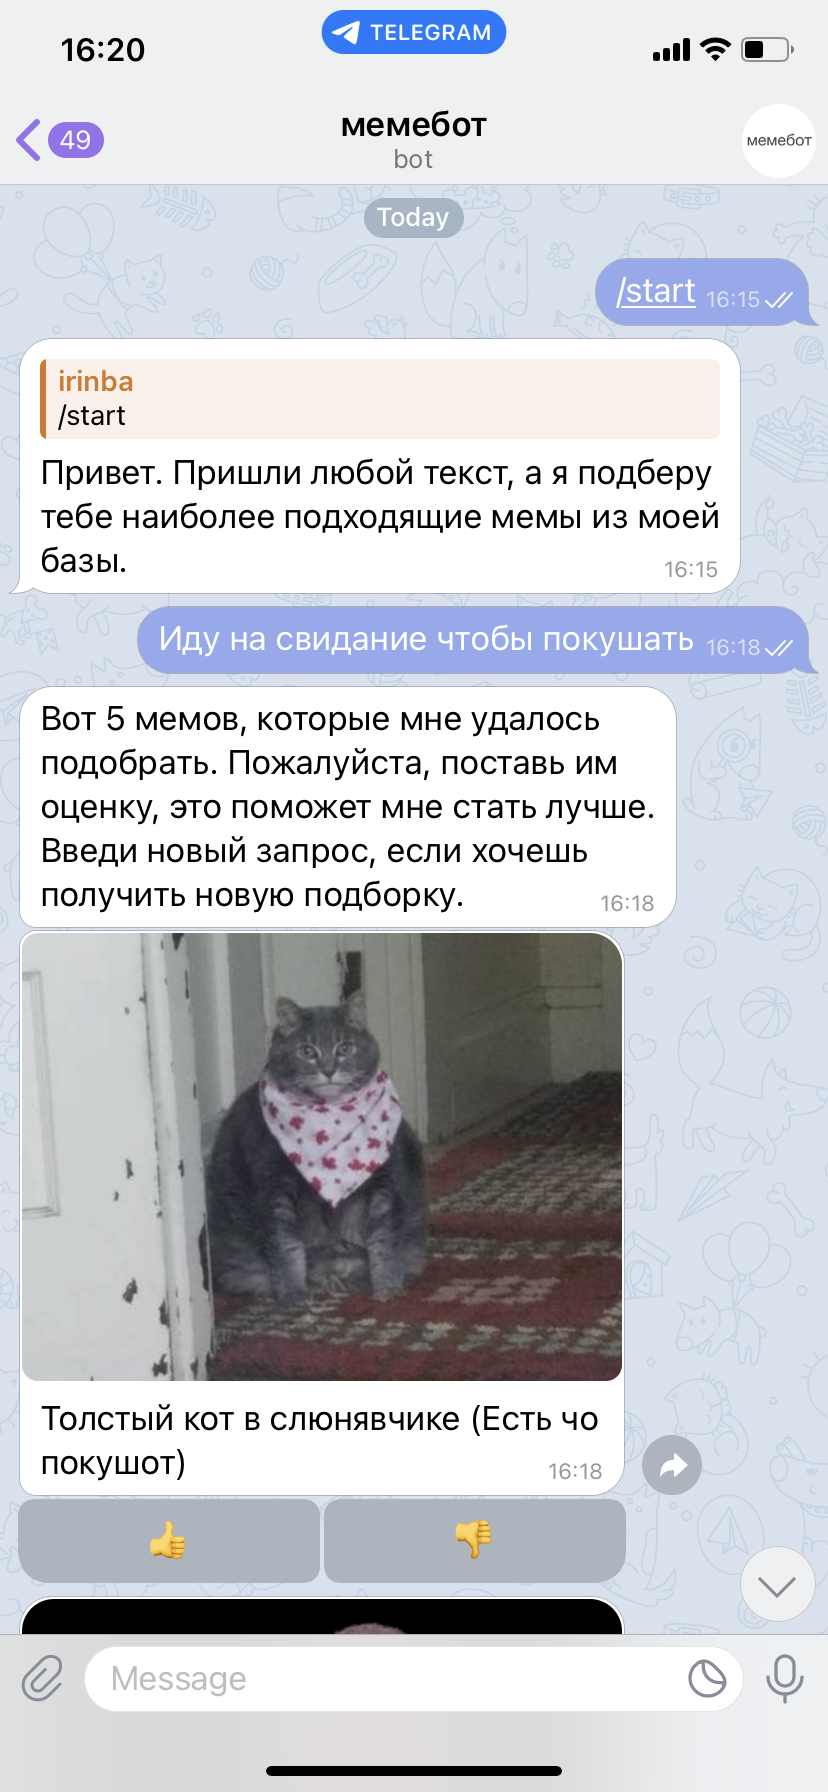 16:20
TELEGRAM
49
мемебот
bot
мемебот
Today
/start 16:15
irinba
/start
Привет. Пришли любой текст, а я подберу
тебе наиболее подходящие мемы из моей
базы. 16:15
Иду на свидание чтобы покушать 16:18
Вот 5 мемов, которые мне удалось
подобрать. Пожалуйста, поставь им
оценку, это поможет мне стать лучше.
Введи новый запрос, если хочешь
получить новую подборку. 16:18
Толстый кот в слюнявчике (Есть чо
покушот) 16:18
Message